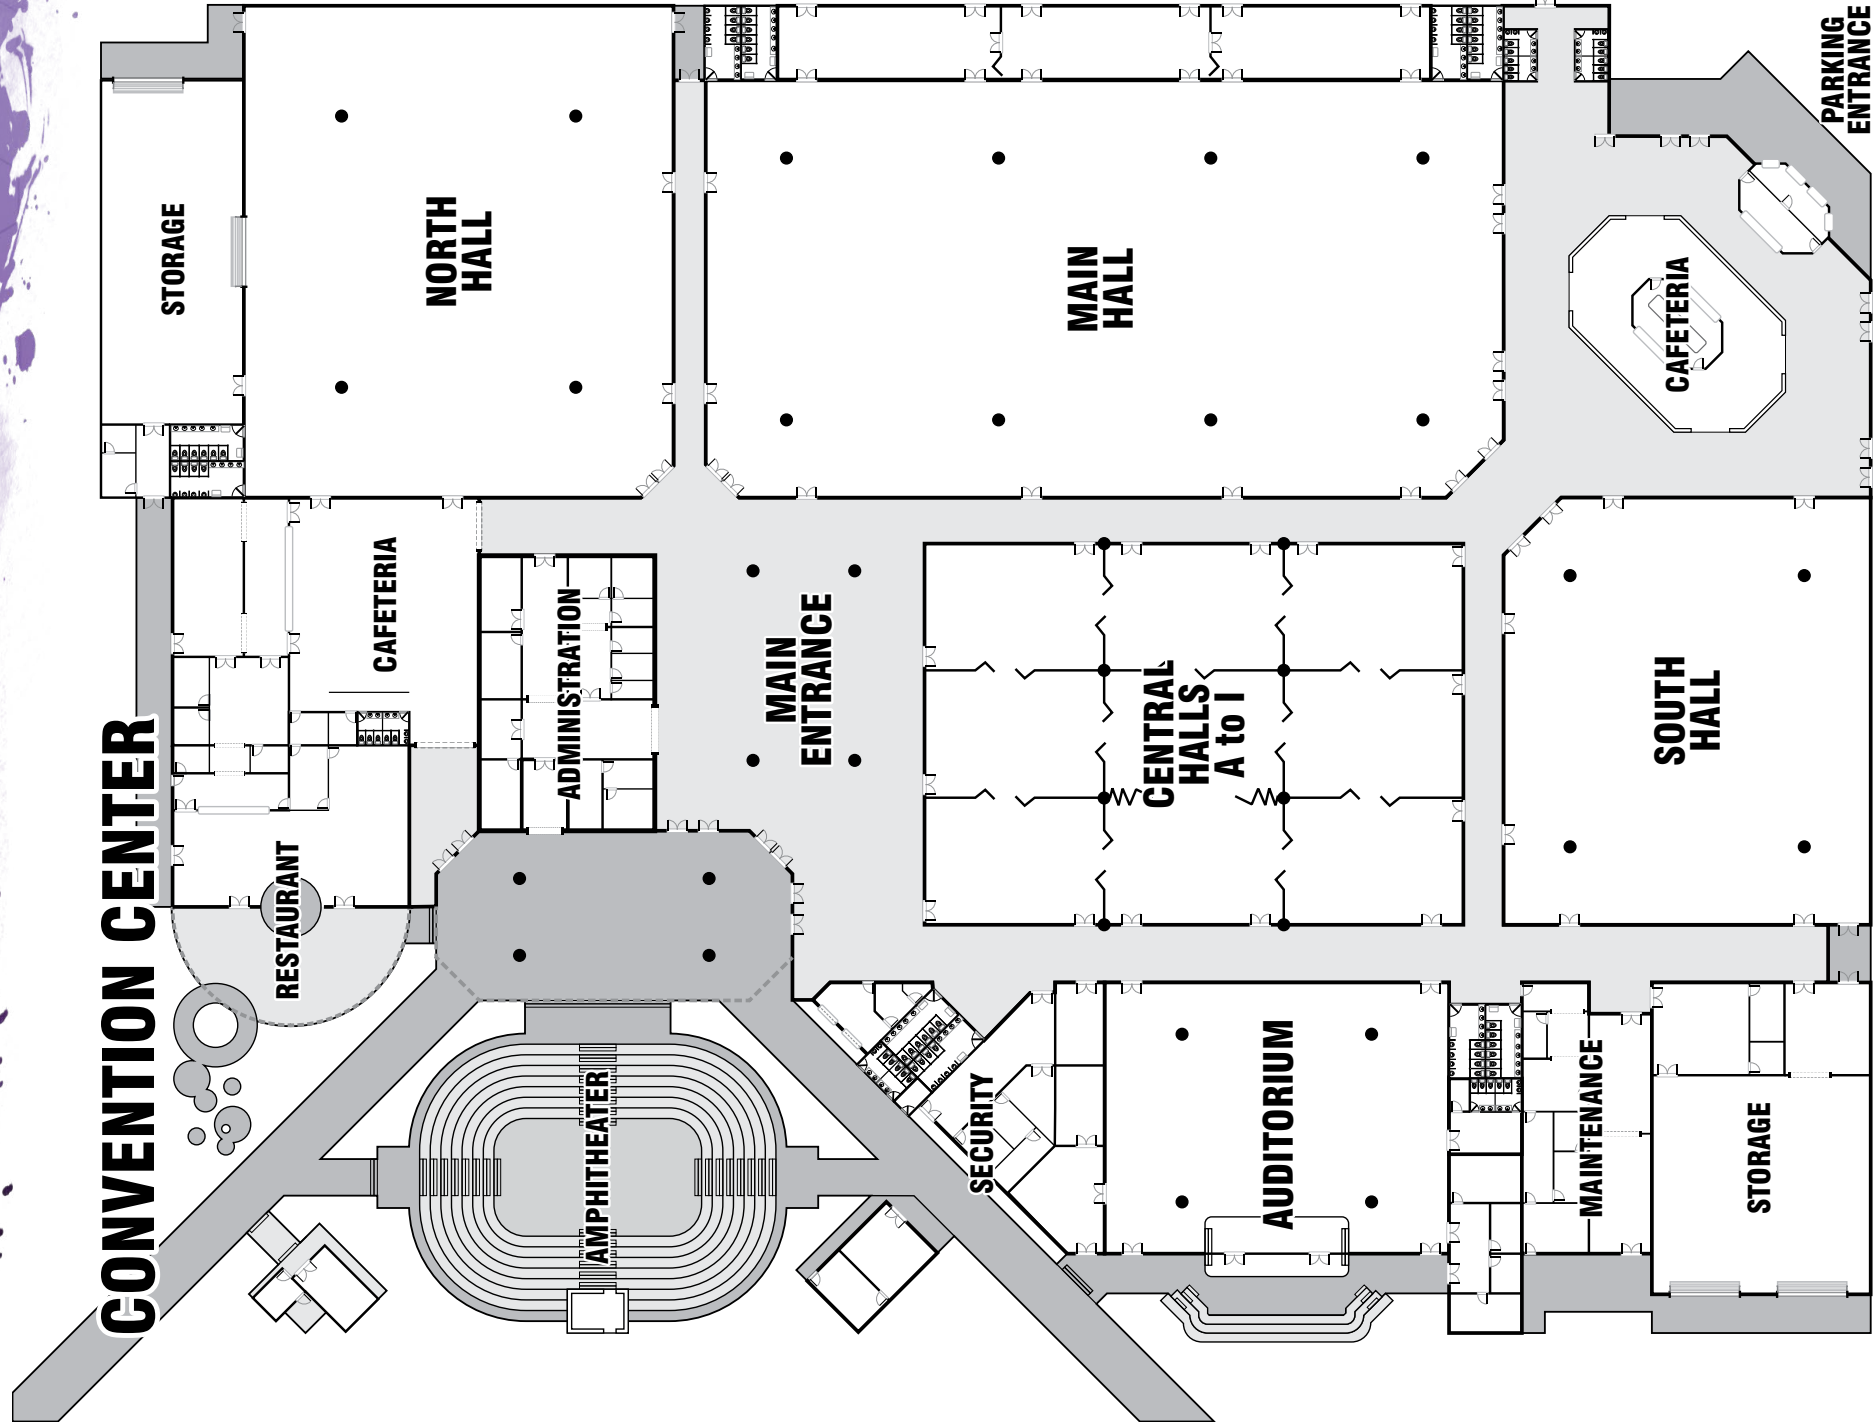 CONVENTION CENTER
STORAGE
NORTH
HALL
MAIN
HALL
CAFETERIA
PARKING
ENTRANCE
CAFETERIA
ADMINISTRATION
MAIN
ENTRANCE
CENTRAL
HALLS
A to I
SOUTH
HALL
RESTAURANT
AMPHITHEATER
SECURITY
AUDITORIUM
MAINTENANCE
STORAGE